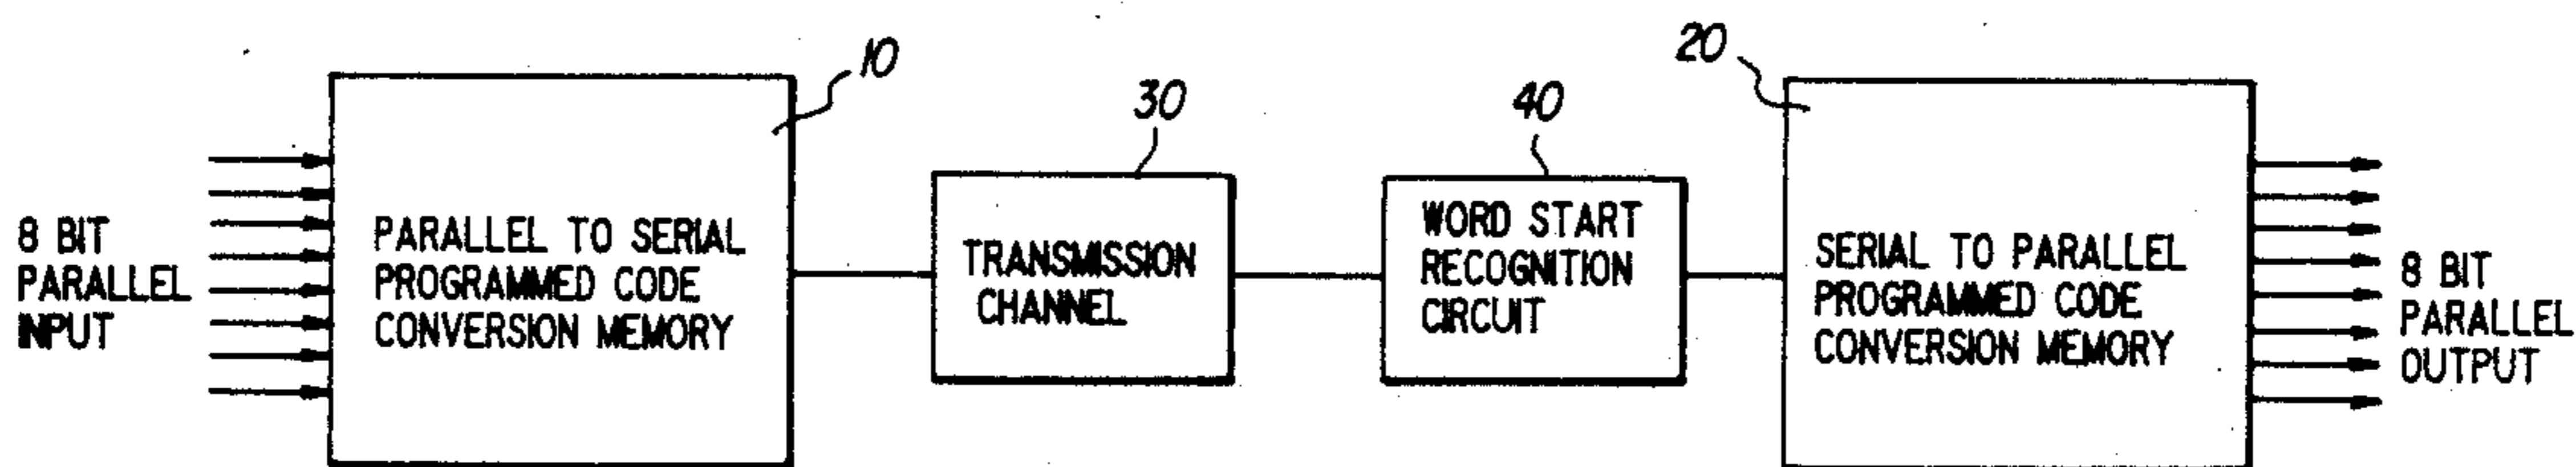 10
20
30
40
8 BIT
PARALLEL
INPUT
PARALLEL TO SERIAL
PROGRAMMED CODE
CONVERSION MEMORY
TRANSMISSION
CHANNEL
WORD START
RECOGNITION
CIRCUIT
SERIAL TO PARALLEL
PROGRAMMED CODE
CONVERSION MEMORY
8 BIT
PARALLEL
OUTPUT